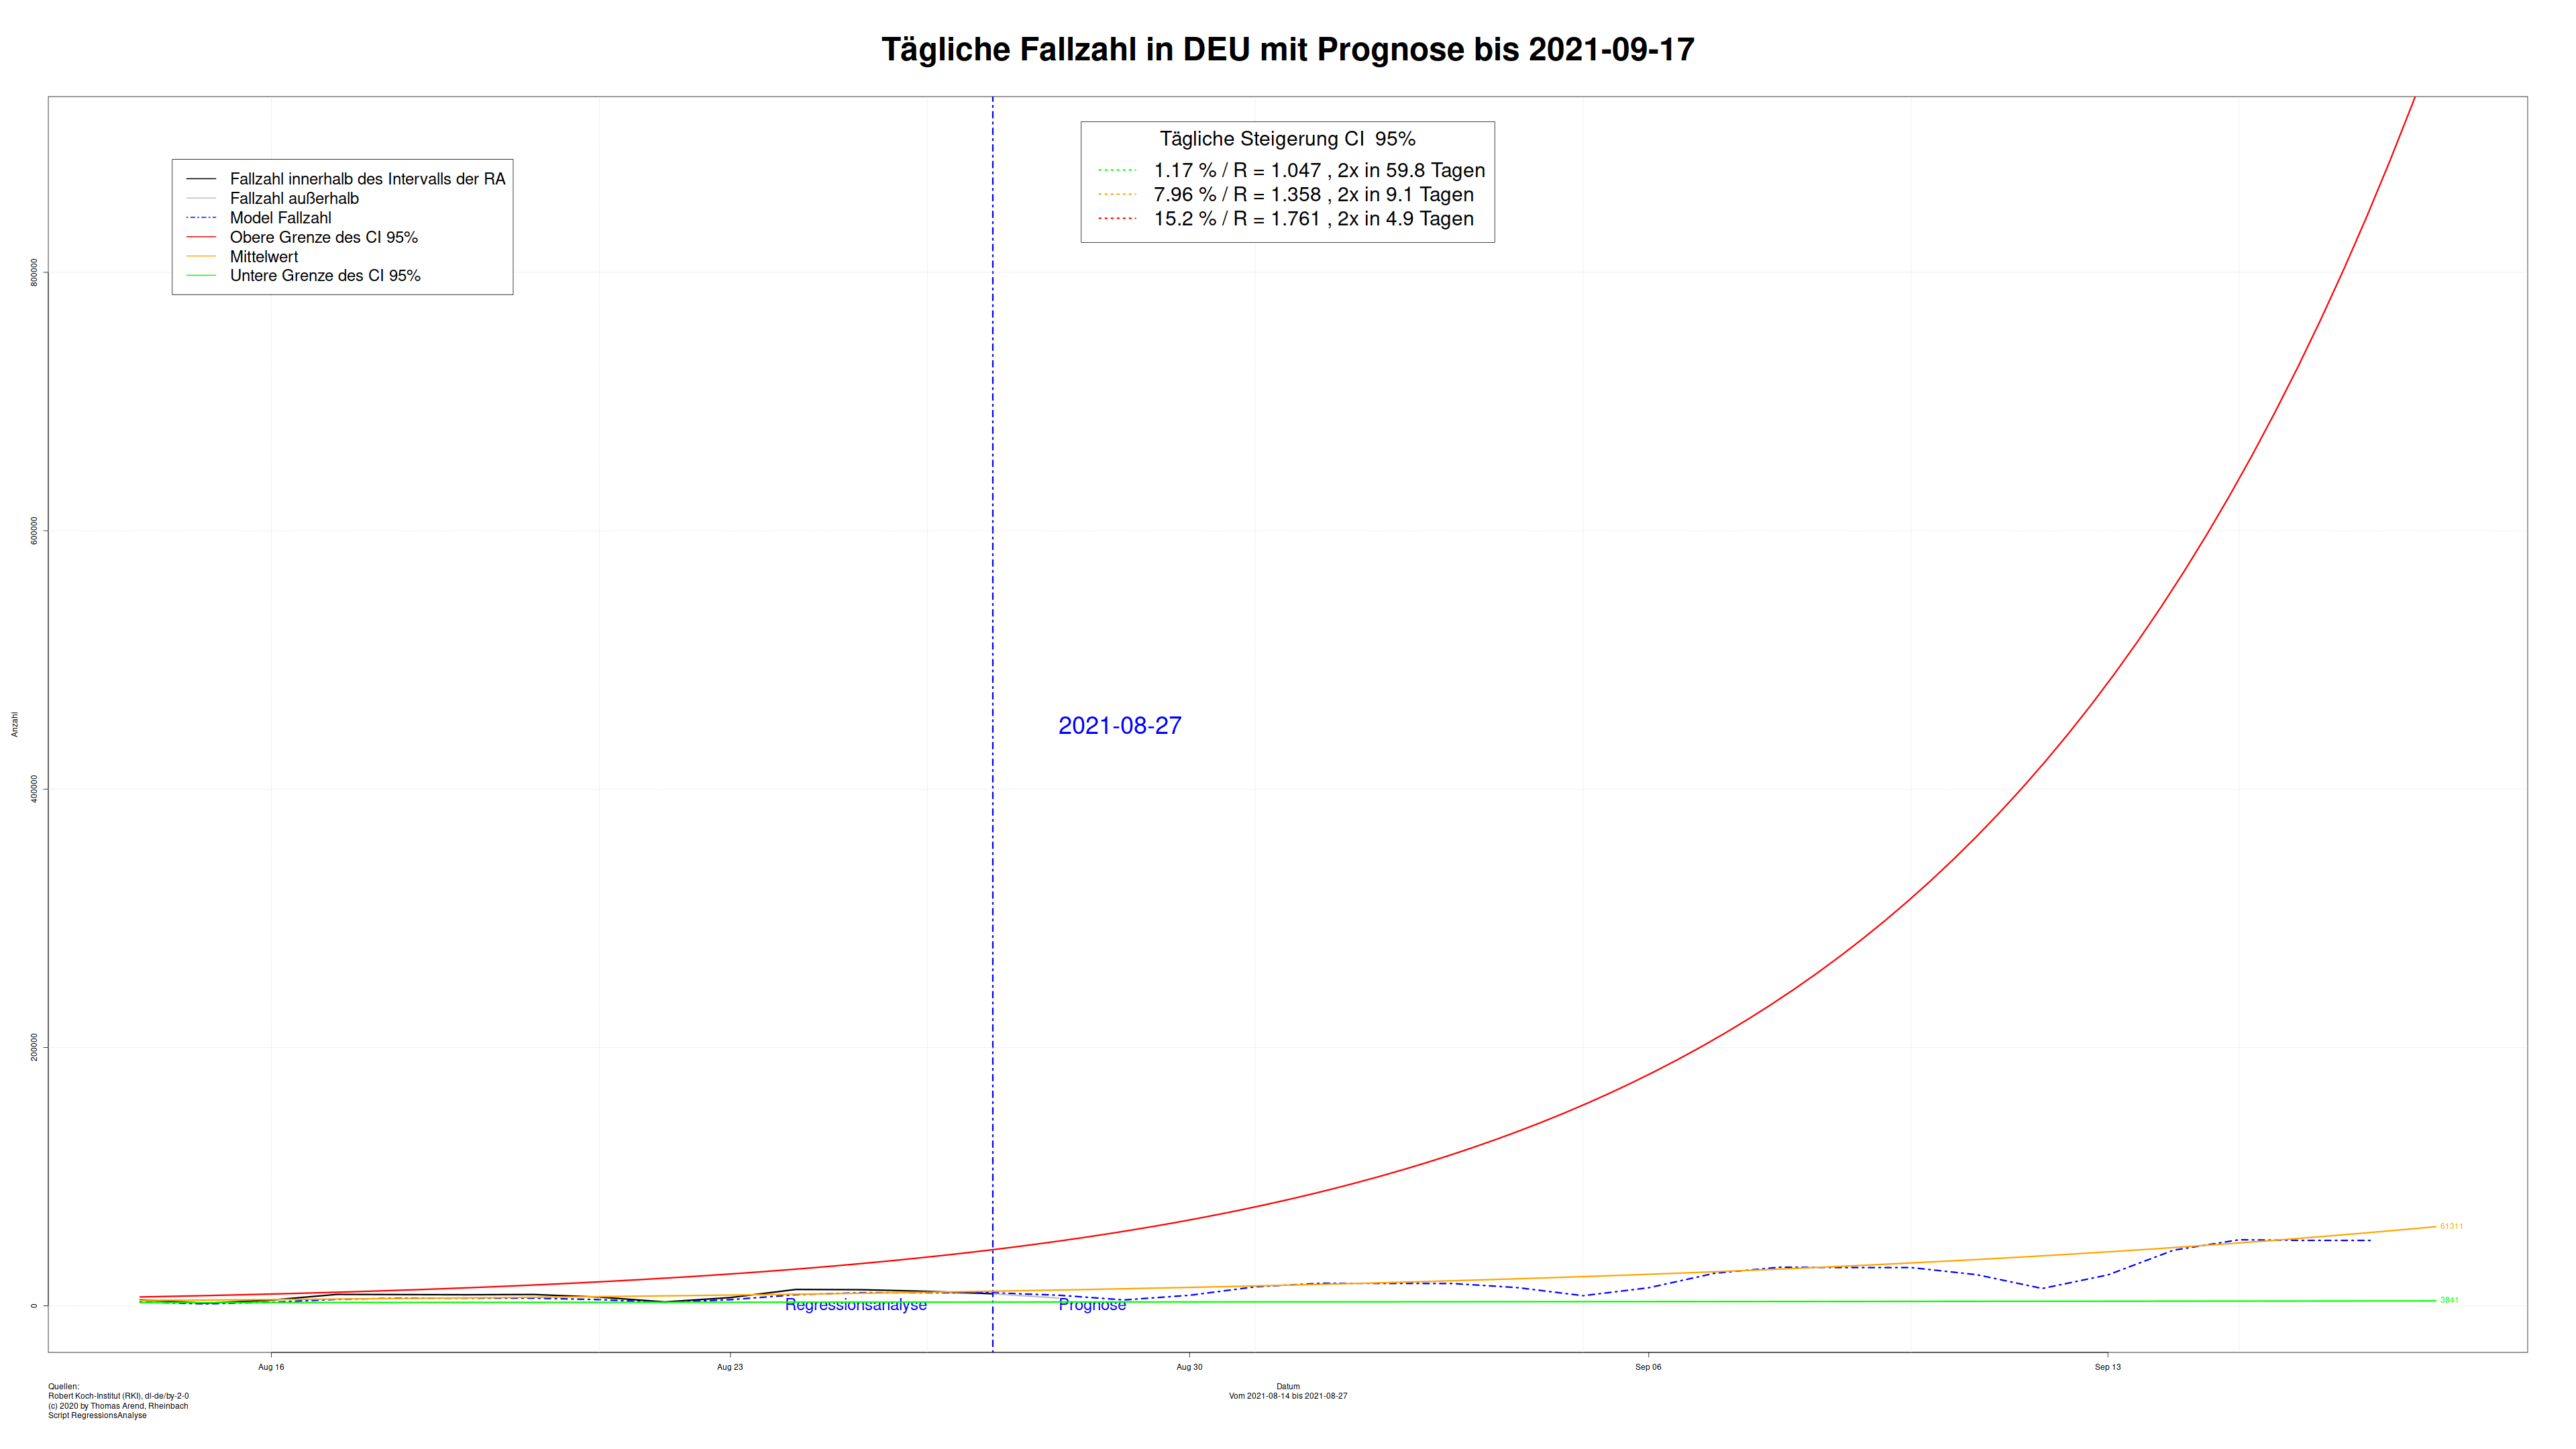 Tägliche Fallzahl in DEU mit Prognose bis 2021-09-17
Fallzahl innerhalb des Intervalls der RA
Fallzahl außerhalb
Model Fallzahl
Obere Grenze des CI 95%
Mittelwert
Untere Grenze des CI 95%
Tägliche Steigerung CI  95%
1.17 % / R = 1.047 , 2x in 59.8 Tagen
7.96 % / R = 1.358 , 2x in 9.1 Tagen
15.2 % / R = 1.761 , 2x in 4.9 Tagen
800000
600000
400000
200000
0
Anzahl
2021-08-27
Regressionsanalyse
Prognose
61311
3841
Aug 16
Aug 23
Aug 30
Sep 06
Sep 13
Datum
Vom 2021-08-14 bis 2021-08-27
Quellen:
Robert Koch-Institut (RKI), dl-de/by-2-0
(c) 2020 by Thomas Arend, Rheinbach
Script RegressionsAnalyse